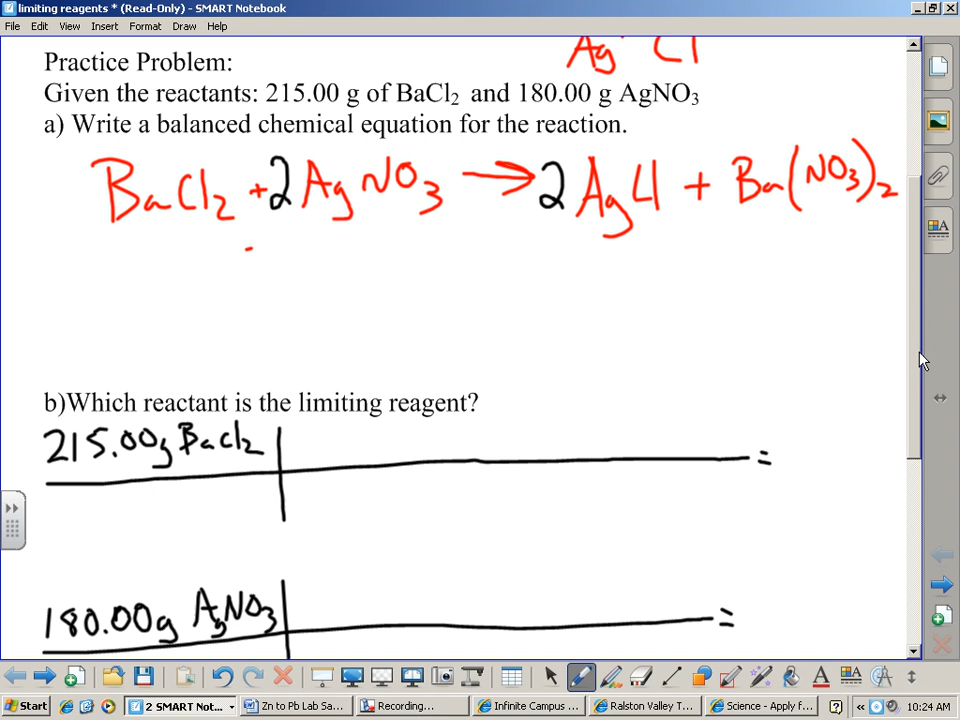 limiting reagents * (Read-Only) - SMART Notebook
File Edit View Insert Format Draw Help
Ag Cl
Practice Problem:
Given the reactants: 215.00 g of BaCl₂ and 180.00 g AgNO₃
a) Write a balanced chemical equation for the reaction.
BaCl₂ + 2AgNO₃ → 2AgCl + Ba(NO₃)₂
b)Which reactant is the limiting reagent?
215.00g BaCl₂ =
180.00g AgNO₃ =
Start 2 SMART Notebook Zn to Pb Lab Sa... Recording... Infinite Campus ... Ralston Valley T... Science - Apply f... 10:24 AM